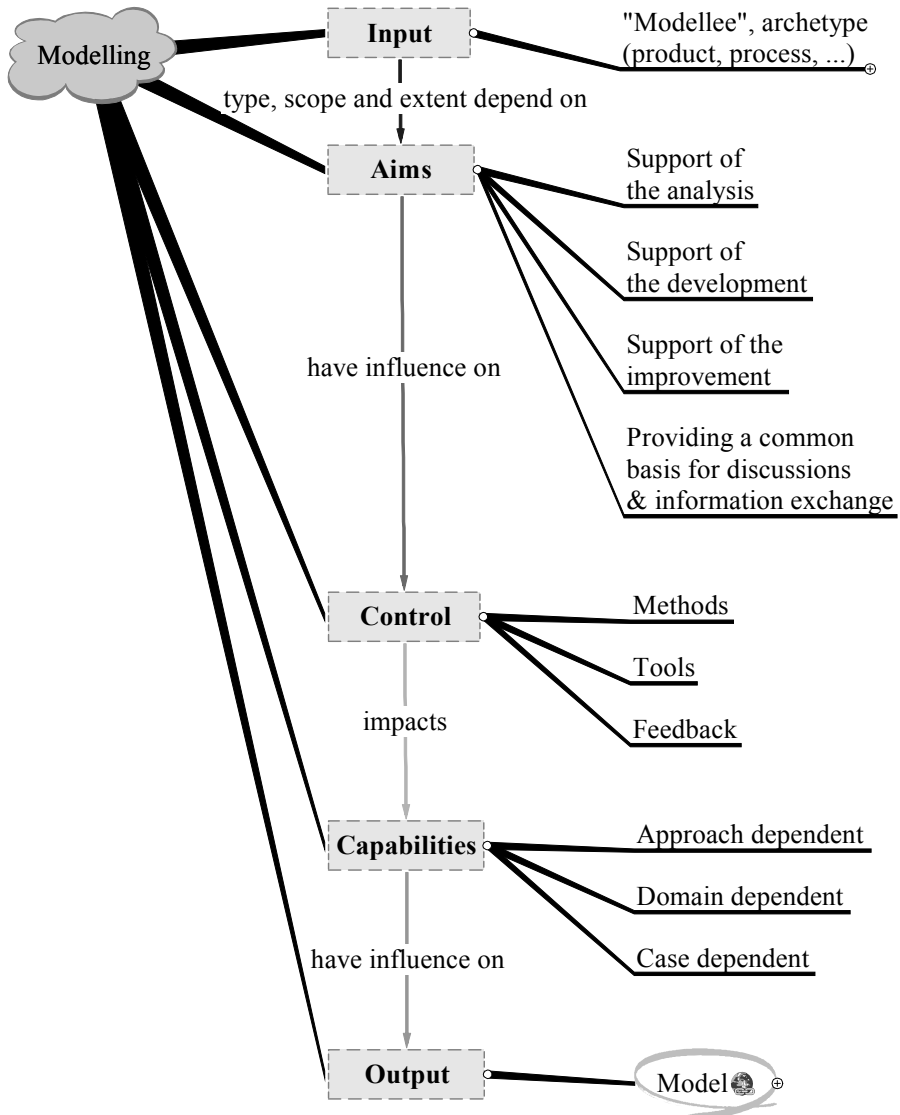 Modelling
Input
"Modellee", archetype
(product, process, ...)
type, scope and extent depend on
Aims
Support of
the analysis
Support of
the development
have influence on
Support of the
improvement
Providing a common
basis for discussions
& information exchange
Control
Methods
Tools
Feedback
impacts
Capabilities
Approach dependent
Domain dependent
Case dependent
have influence on
Output
Model